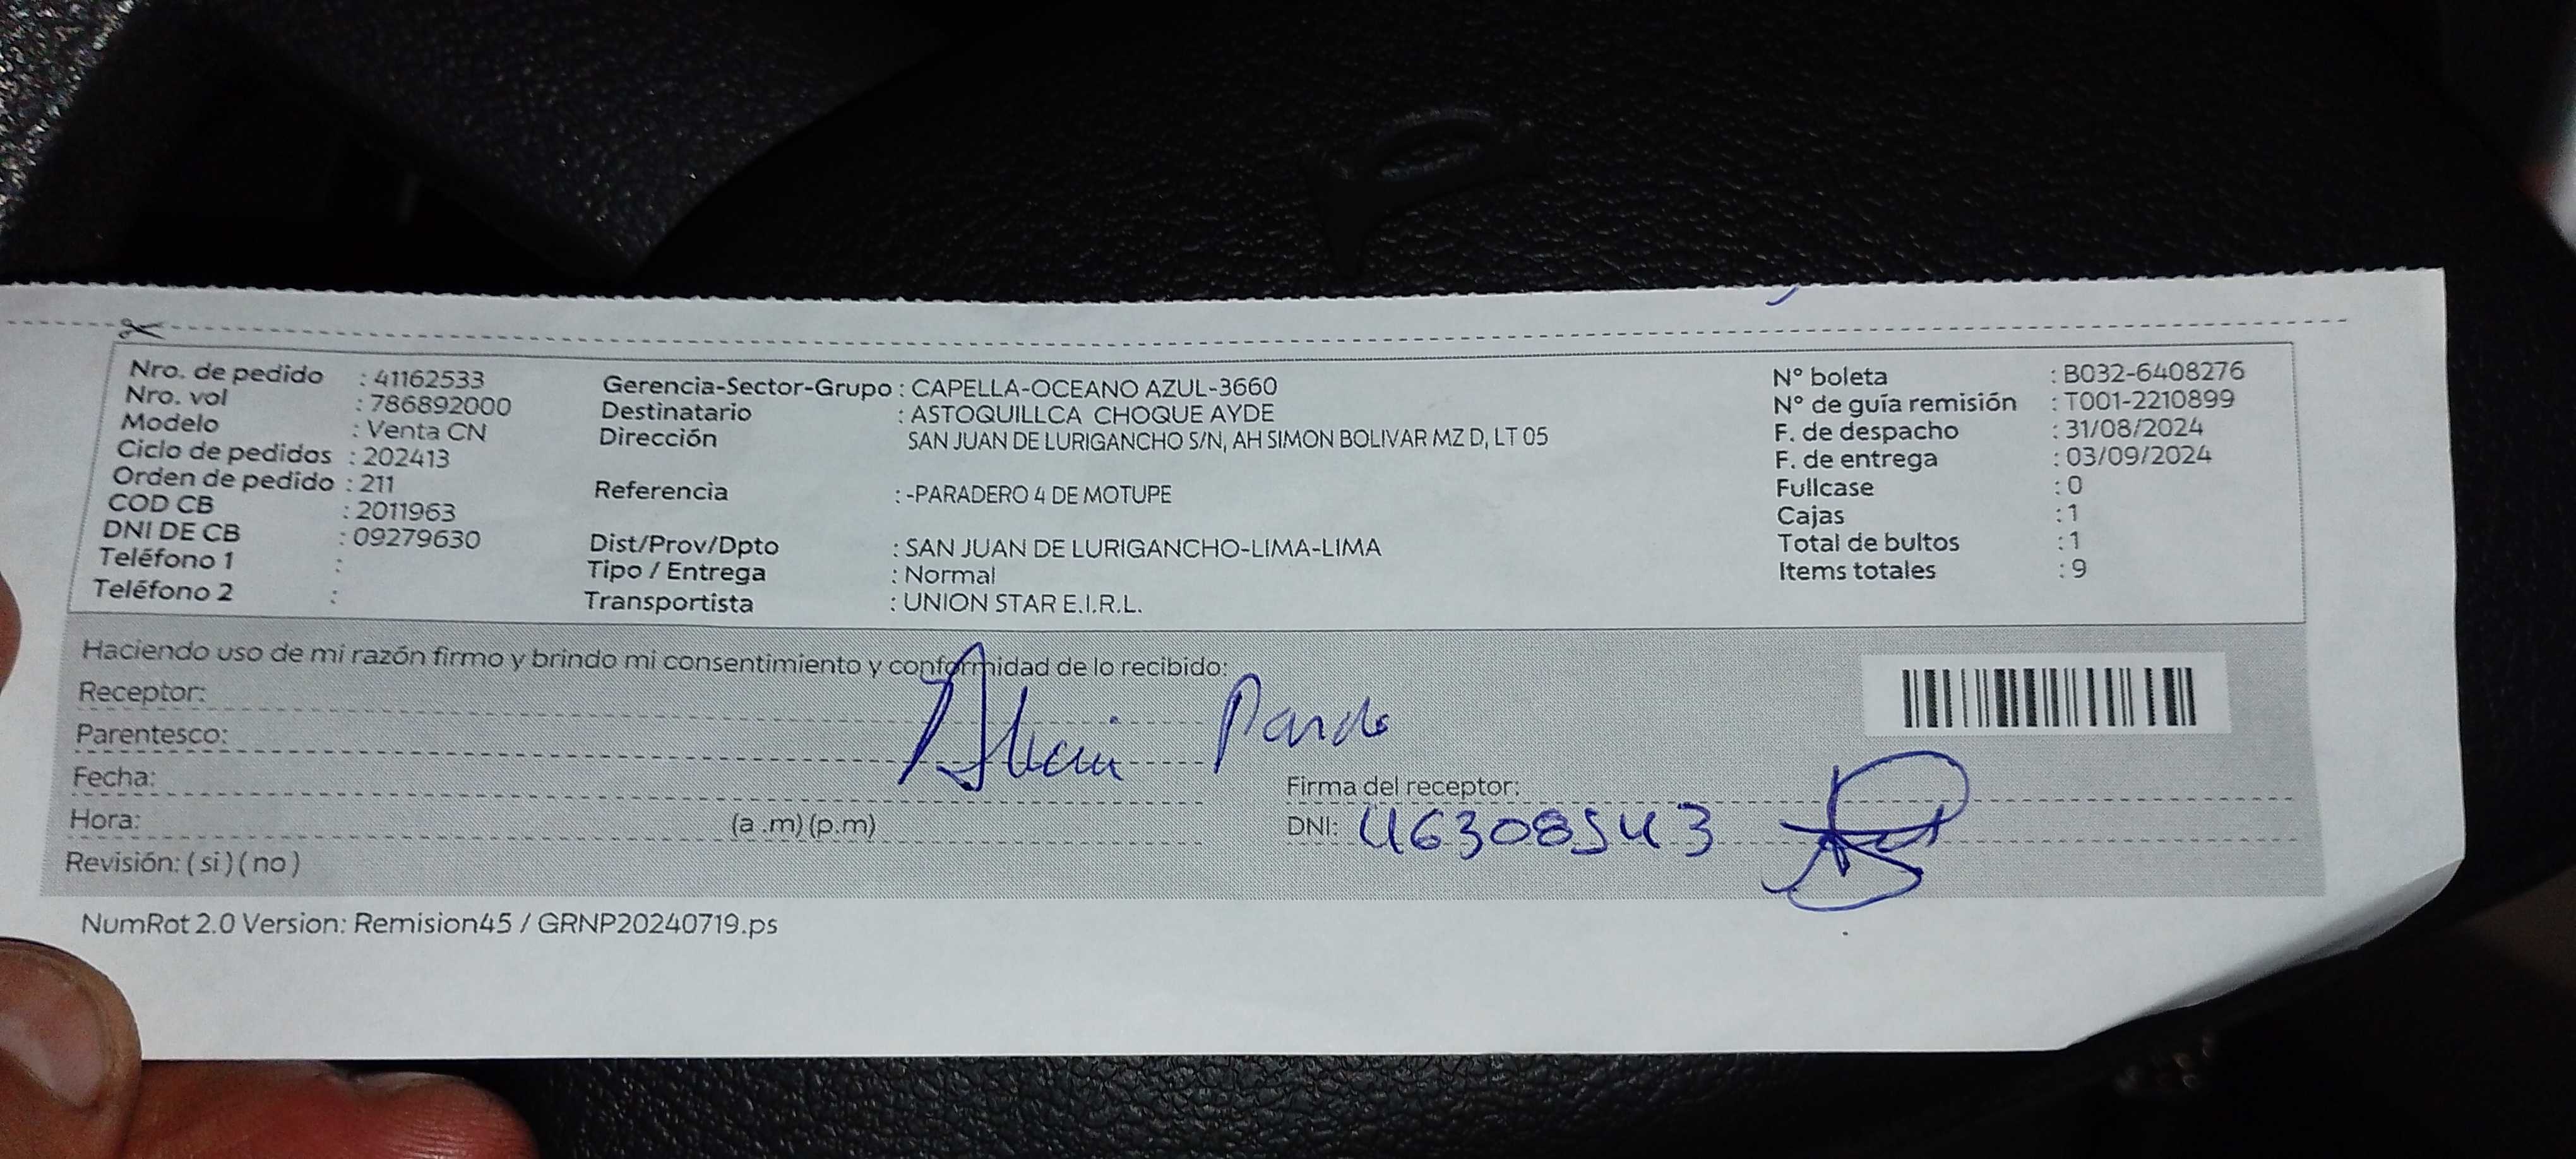 Nro. de pedido : 41162533
Nro. vol : 786892000
Modelo : Venta CN
Ciclo de pedidos : 202413
Orden de pedido : 211
COD CB : 2011963
DNI DE CB : 09279630
Teléfono 1 :
Teléfono 2 :
Gerencia-Sector-Grupo : CAPELLA-OCEANO AZUL-3660
Destinatario : ASTOQUILLCA CHOQUE AYDE
Dirección SAN JUAN DE LURIGANCHO S/N, AH SIMON BOLIVAR MZ D, LT 05
Referencia : -PARADERO 4 DE MOTUPE
Dist/Prov/Dpto : SAN JUAN DE LURIGANCHO-LIMA-LIMA
Tipo / Entrega : Normal
Transportista : UNION STAR E.I.R.L.
N° boleta : B032-6408276
N° de guía remisión : T001-2210899
F. de despacho : 31/08/2024
F. de entrega : 03/09/2024
Fullcase : 0
Cajas : 1
Total de bultos : 1
Items totales : 9
Haciendo uso de mi razón firmo y brindo mi consentimiento y conformidad de lo recibido:
Receptor:
Parentesco:
Fecha:
Hora: (a .m) (p.m)
Revisión: ( si ) ( no )
Firma del receptor:
DNI: 46308543
NumRot 2.0 Version: Remision45 / GRNP20240719.ps